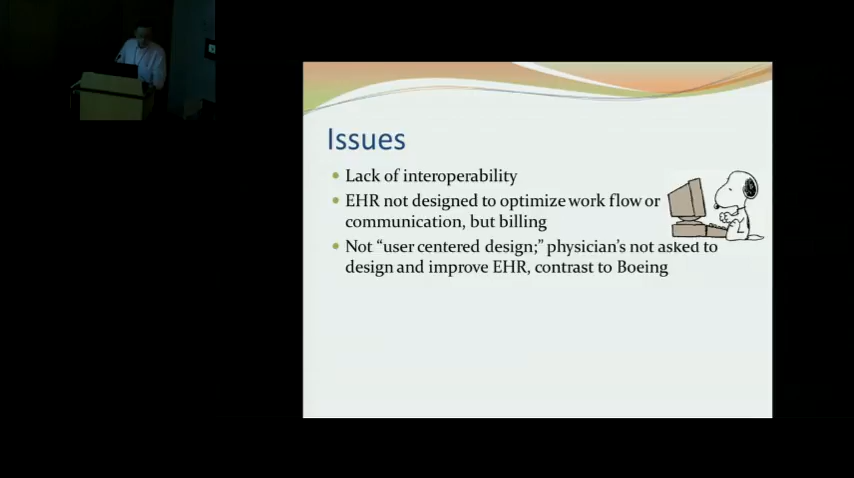 Issues
Lack of interoperability
EHR not designed to optimize work flow or
communication, but billing
Not “user centered design;” physician’s not asked to
design and improve EHR, contrast to Boeing